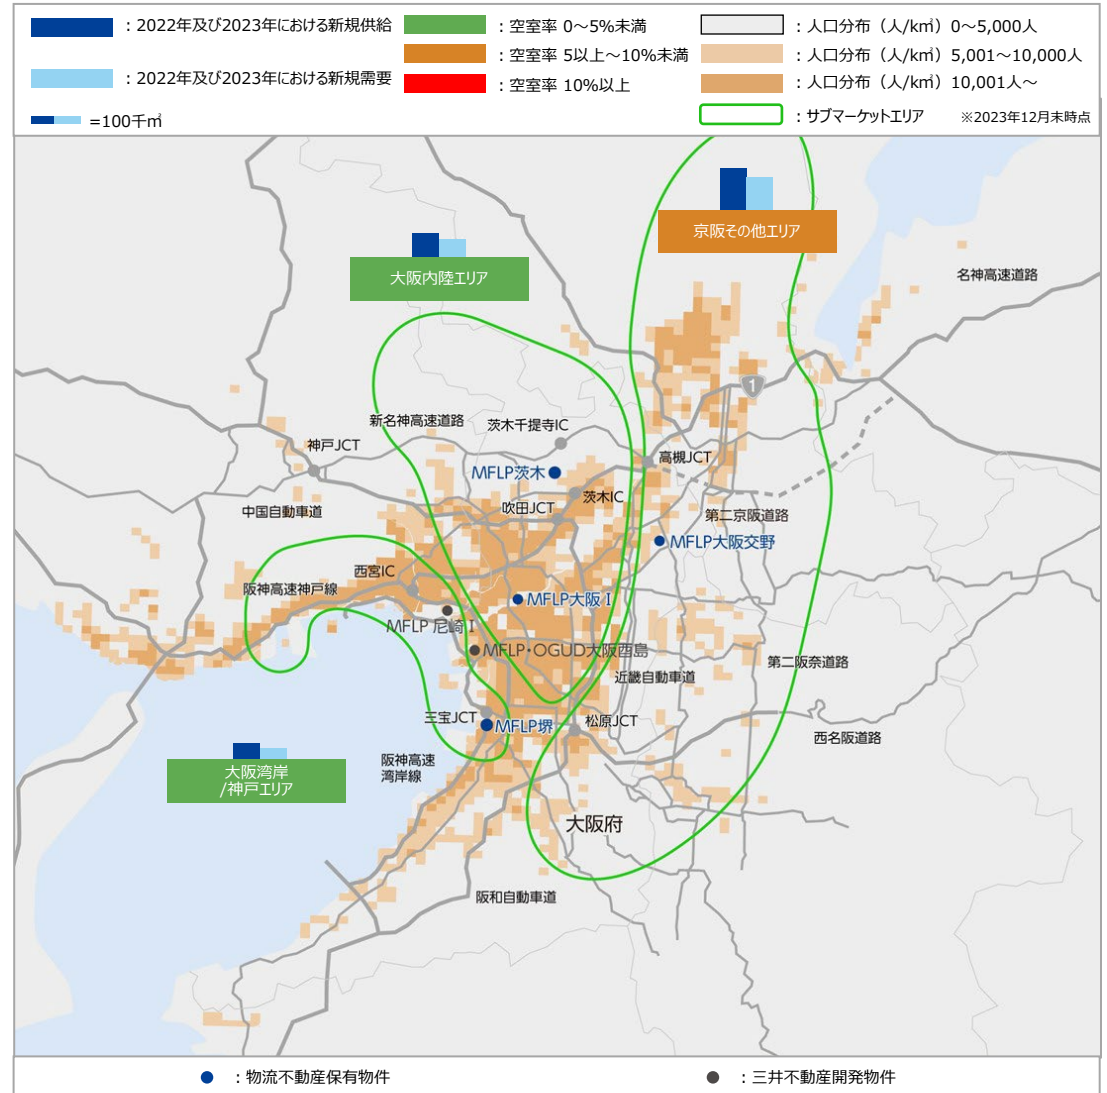 ：2022年及び2023年における新規供給
：2022年及び2023年における新規需要
=100千㎡
：空室率 0～5%未満
：空室率 5以上～10%未満
：空室率 10%以上
：人口分布（人/k㎡）0～5,000人
：人口分布（人/k㎡）5,001～10,000人
：人口分布（人/k㎡）10,001人～
：サブマーケットエリア
※2023年12月末時点
京阪その他エリア
大阪内陸エリア
名神高速道路
1
新名神高速道路
茨木千提寺IC
神戸JCT
高槻JCT
MFLP茨木
茨木IC
中国自動車道
吹田JCT
第二京阪道路
MFLP大阪交野
西宮IC
阪神高速神戸線
MFLP大阪Ⅰ
MFLP 尼崎Ⅰ
MFLP・OGUD大阪酉島
第二阪奈道路
近畿自動車道
三宝JCT
MFLP堺
松原JCT
西名阪道路
阪神高速
湾岸線
大阪湾岸
/神戸エリア
大阪府
阪和自動車道
：物流不動産保有物件
：三井不動産開発物件